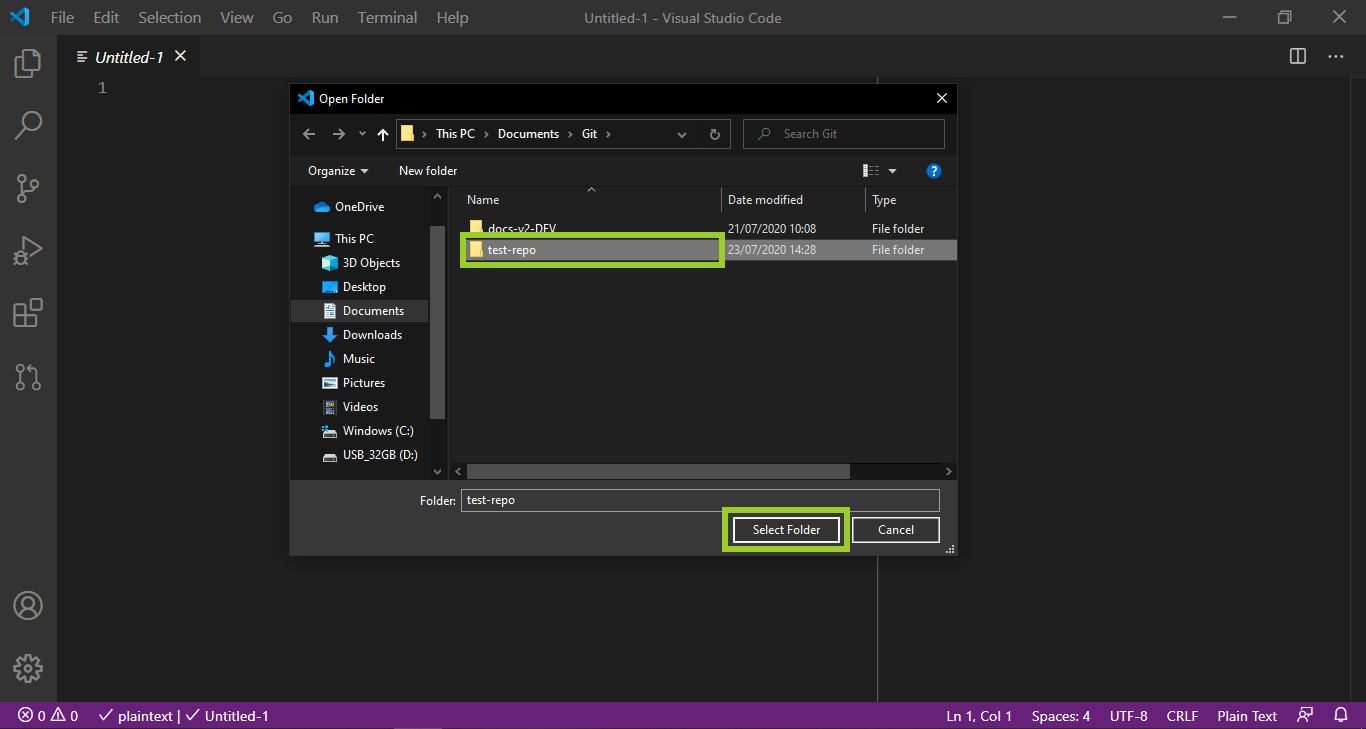 File Edit Selection View Go Run Terminal Help Untitled-1 - Visual Studio Code
Untitled-1
1
Open Folder
This PC > Documents > Git > Search Git
Organize New folder
Name Date modified Type
OneDrive
This PC
3D Objects
Desktop
Documents
Downloads
Music
Pictures
Videos
Windows (C:)
USB_32GB (D:)
docs-v2-DEV 21/07/2020 10:08 File folder
test-repo 23/07/2020 14:28 File folder
Folder: test-repo
Select Folder Cancel
0 0 plaintext | Untitled-1 Ln 1, Col 1 Spaces: 4 UTF-8 CRLF Plain Text